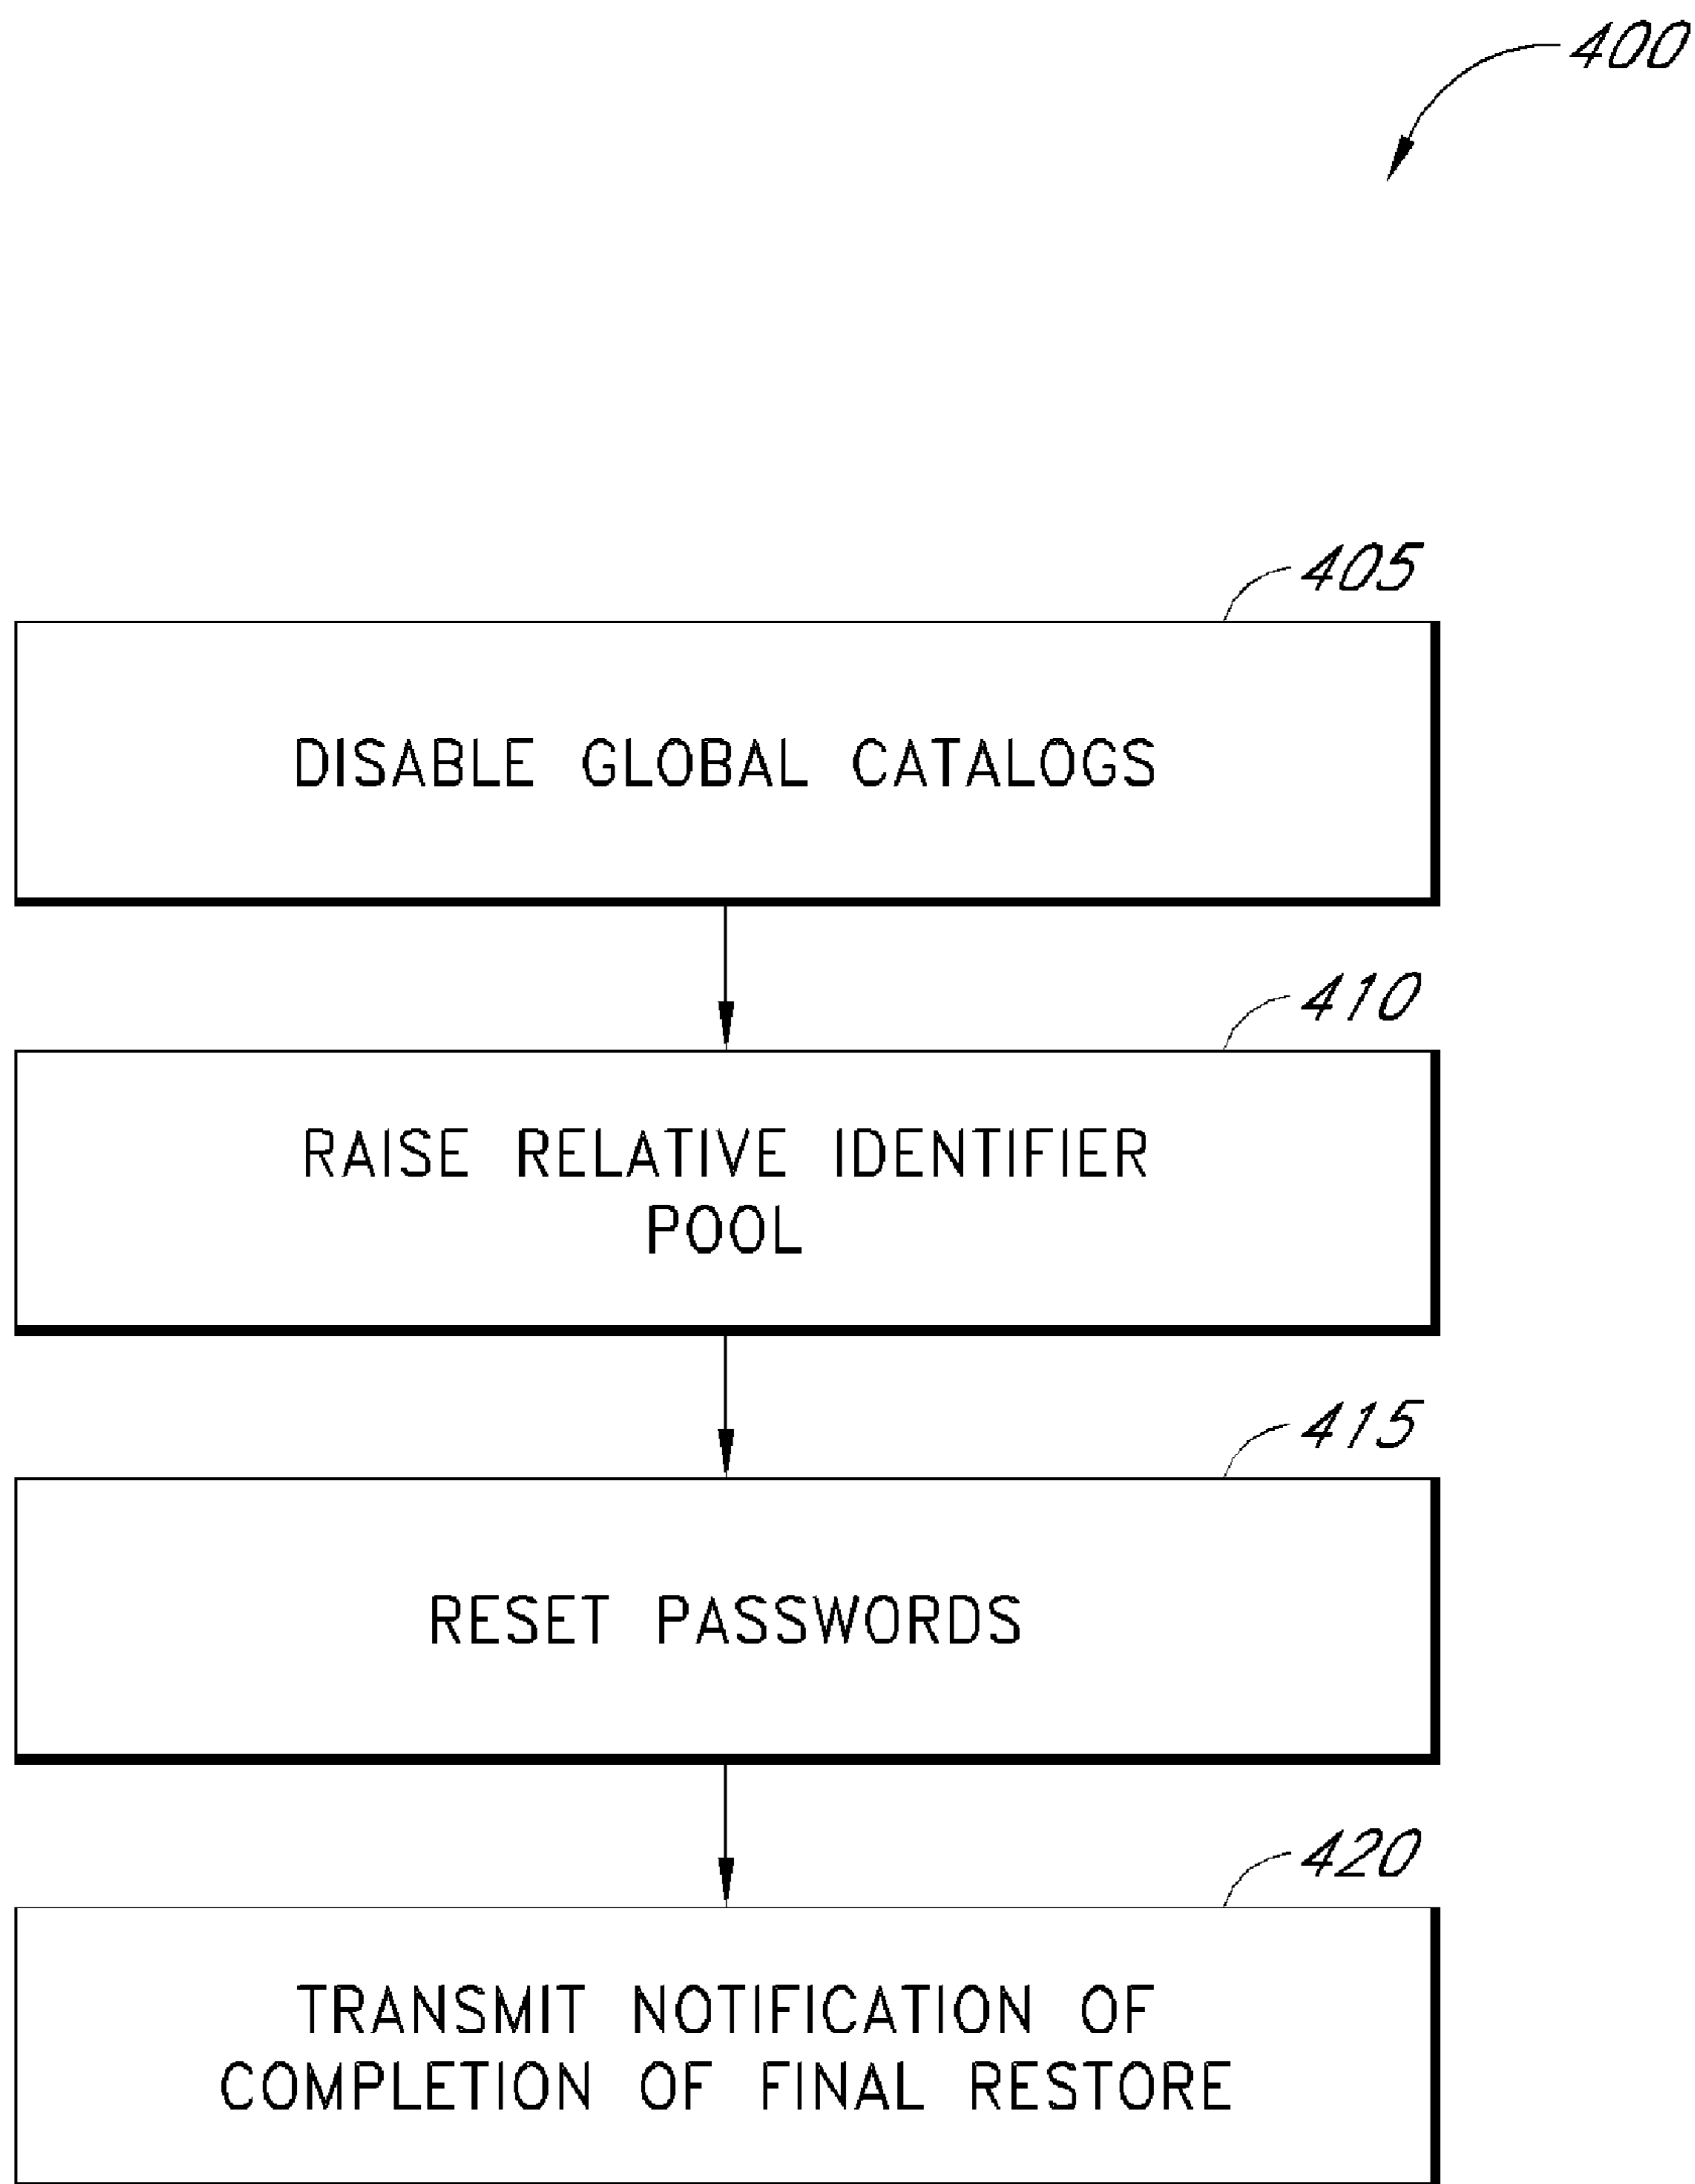 400
405
DISABLE GLOBAL CATALOGS
410
RAISE RELATIVE IDENTIFIER
POOL
415
RESET PASSWORDS
420
TRANSMIT NOTIFICATION OF
COMPLETION OF FINAL RESTORE